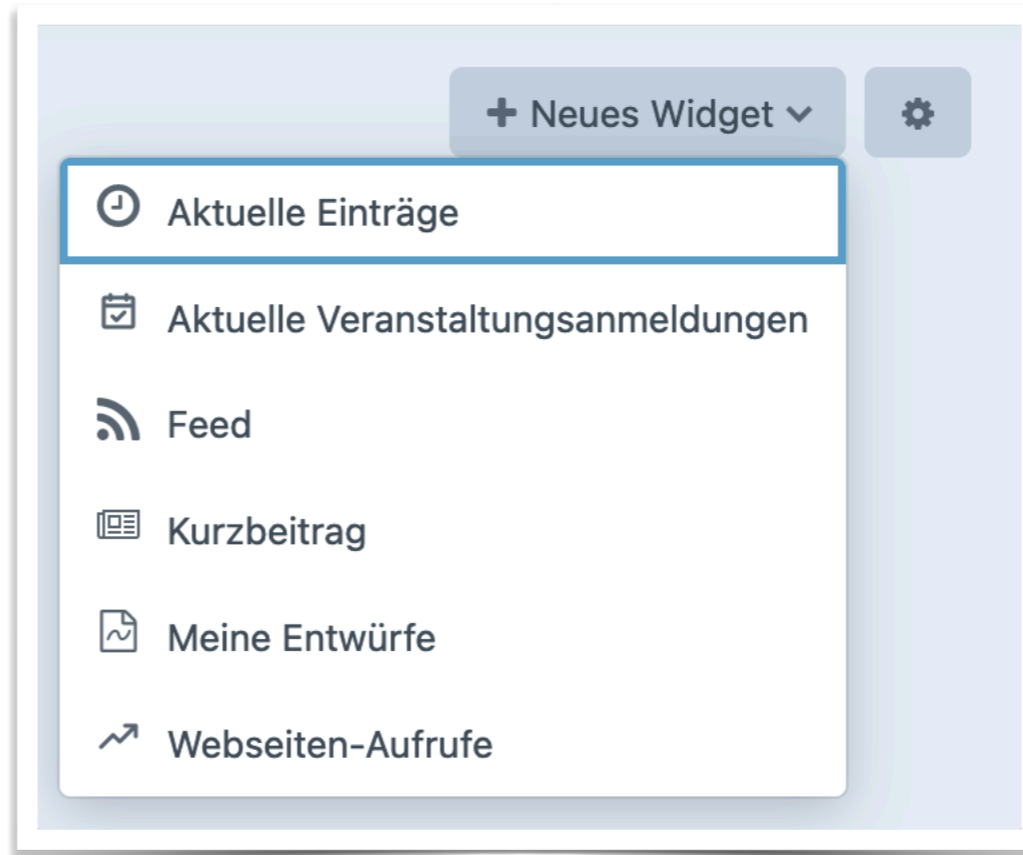 Neues Widget
Aktuelle Einträge
Aktuelle Veranstaltungsanmeldungen
Feed
Kurzbeitrag
Meine Entwürfe
Webseiten-Aufrufe